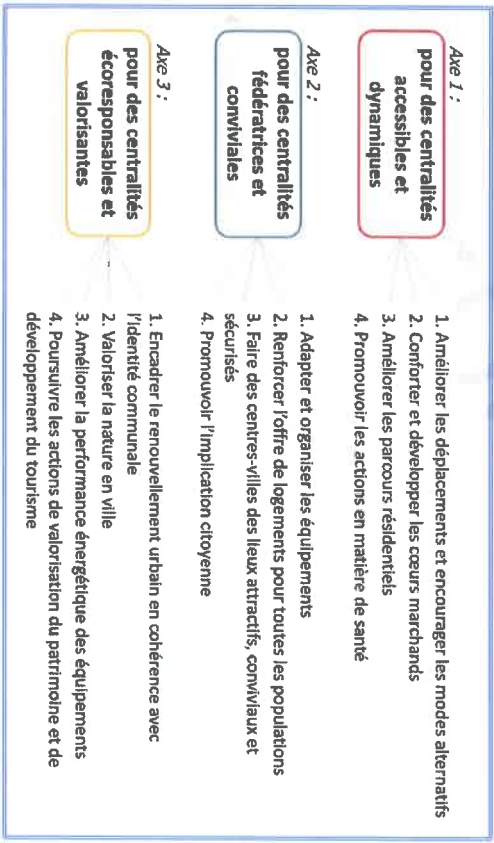 Axe 1 :
pour des centralités
accessibles et
dynamiques
1. Améliorer les déplacements et encourager les modes alternatifs
2. Conforter et développer les cœurs marchands
3. Améliorer les parcours résidentiels
4. Promouvoir les actions en matière de santé
Axe 2 :
pour des centralités
fédératrices et
conviviales
1. Adapter et organiser les équipements
2. Renforcer l'offre de logements pour toutes les populations
3. Faire des centres-villes des lieux attractifs, conviviaux et
sécurisés
4. Promouvoir l'implication citoyenne
Axe 3 :
pour des centralités
écoresponsables et
valorisantes
1. Encadrer le renouvellement urbain en cohérence avec
l'identité communale
2. Valoriser la nature en ville
3. Améliorer la performance énergétique des équipements
4. Poursuivre les actions de valorisation du patrimoine et de
développement du tourisme